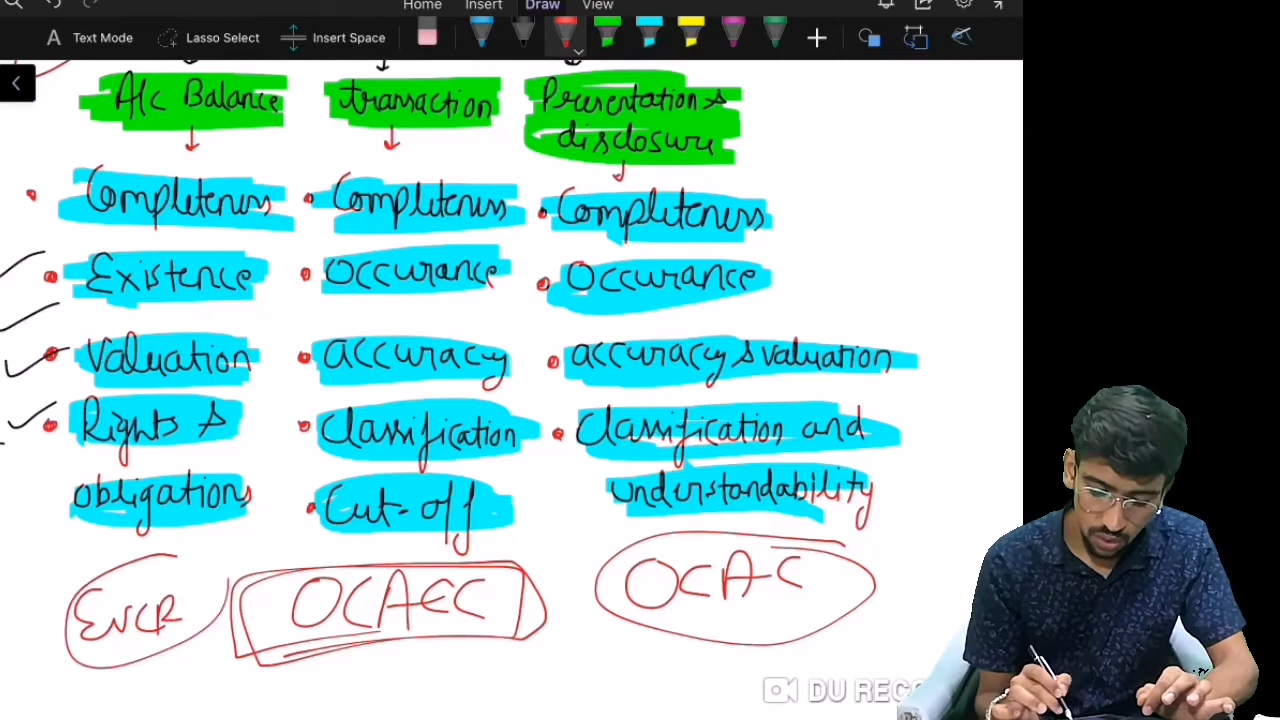 Home Insert Draw View
Text Mode Lasso Select Insert Space
A/c Balance
transaction
Presentation &
disclosure
Completeness
Existence
Valuation
Rights &
obligations
Completeness
Occurance
accuracy
Classification
Cut-off
Completeness
Occurance
accuracy & valuation
Classification and
understandability
EVCR
OCACC
OCAC
DU REC